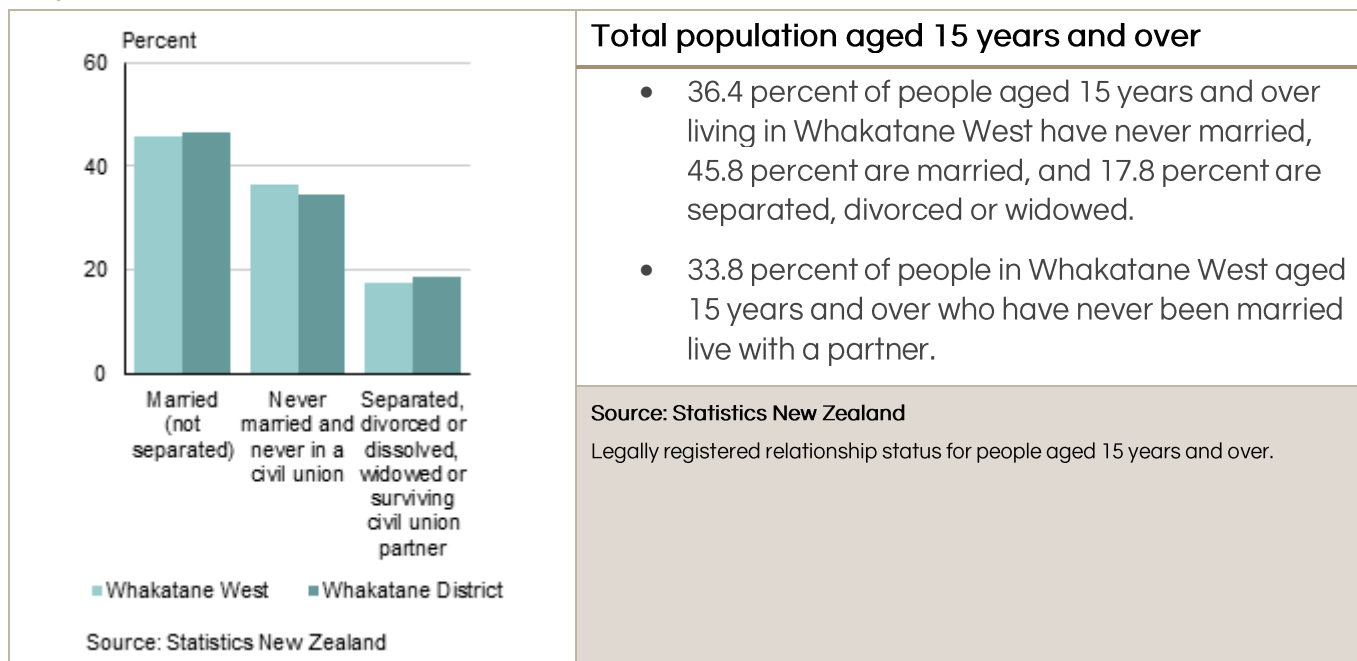 Percent
60
40
20
0
Married
(not
separated)
Never
married and
never in a
civil union
Separated,
divorced or
dissolved,
widowed or
surviving
civil union
partner
Whakatane West
Whakatane District
Source: Statistics New Zealand
Total population aged 15 years and over
• 36.4 percent of people aged 15 years and over
living in Whakatane West have never married,
45.8 percent are married, and 17.8 percent are
separated, divorced or widowed.
• 33.8 percent of people in Whakatane West aged
15 years and over who have never been married
live with a partner.
Source: Statistics New Zealand
Legally registered relationship status for people aged 15 years and over.